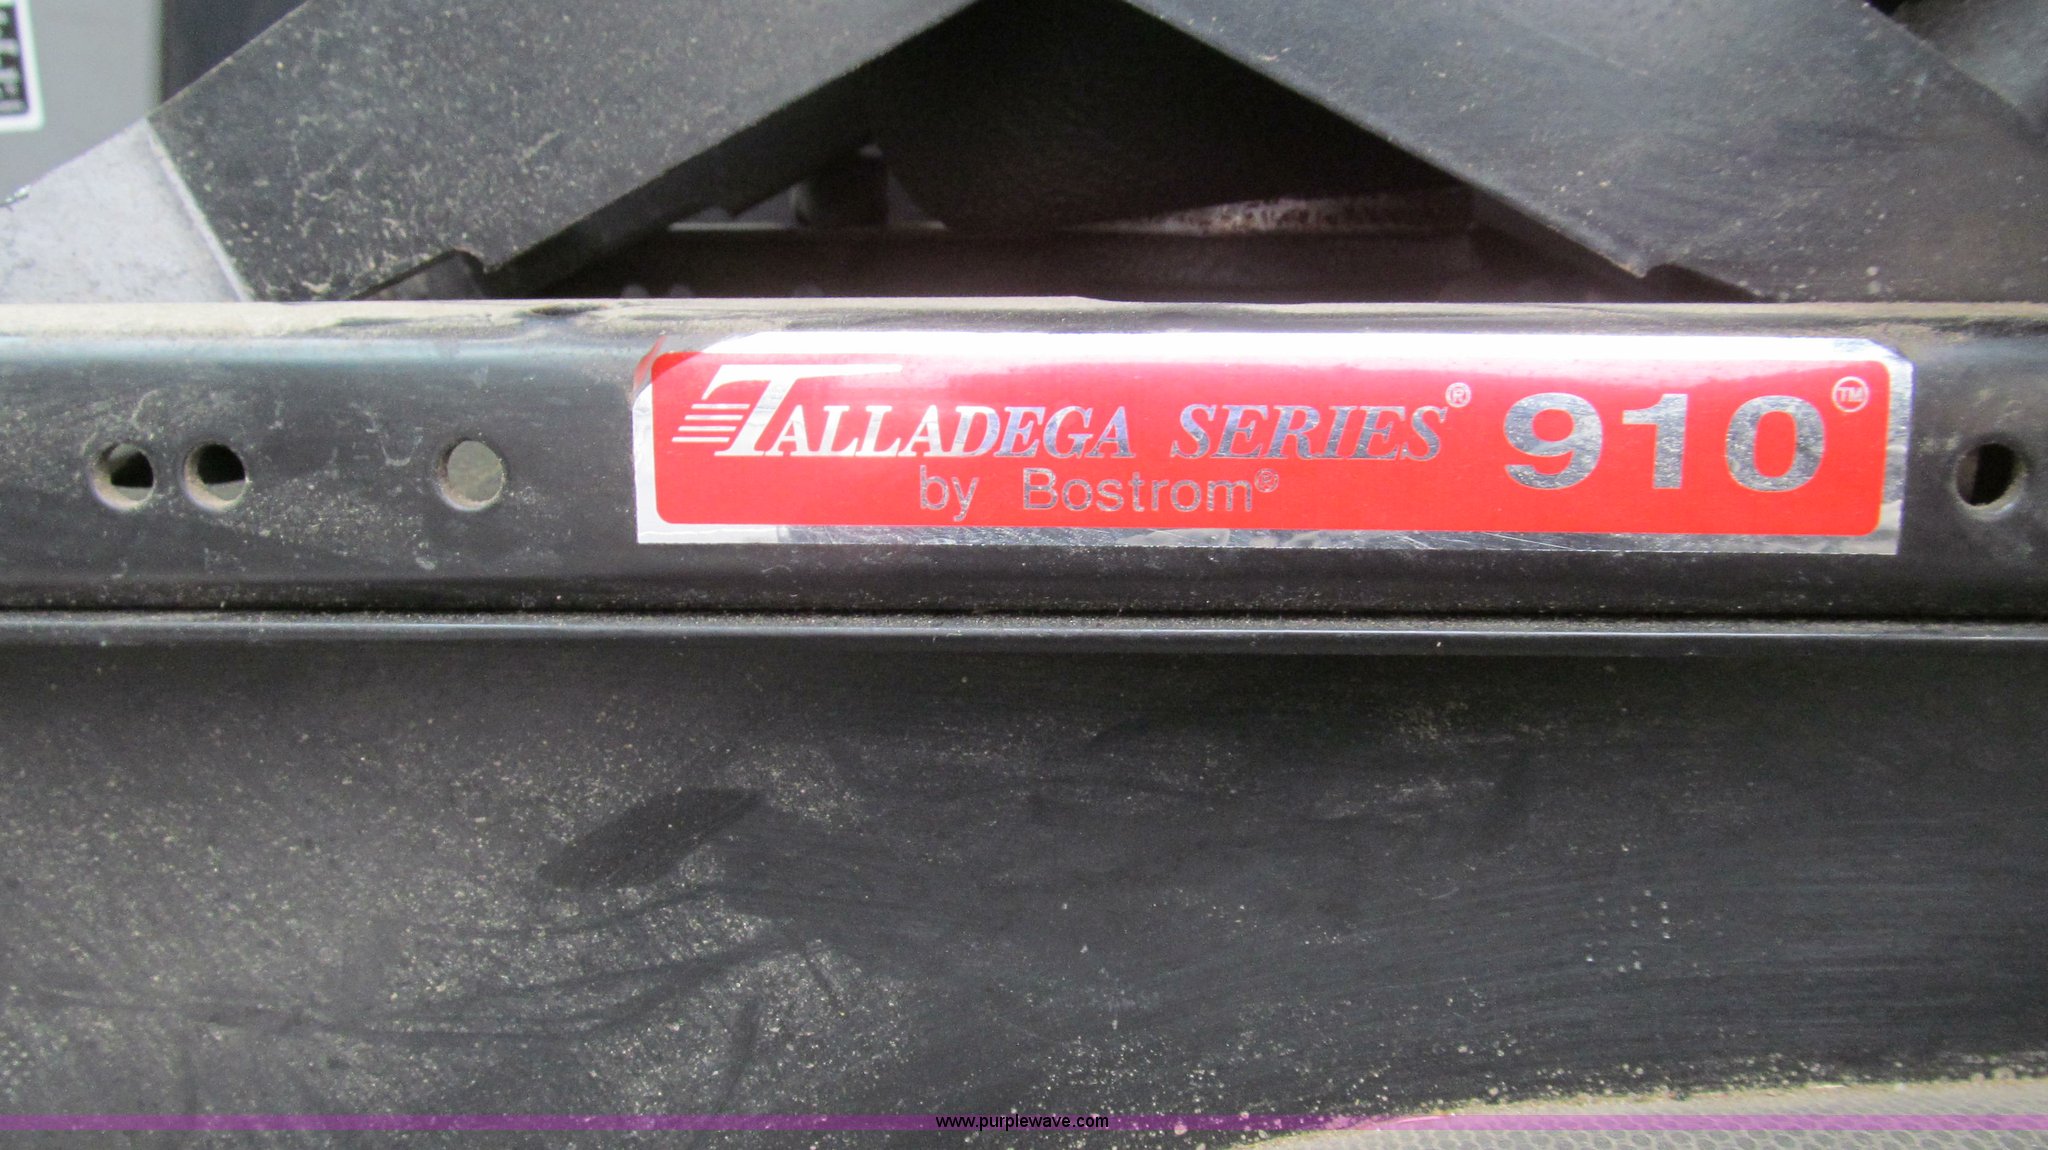 TALLADEGA SERIES® 910™
by Bostrom®
www.purplewave.com